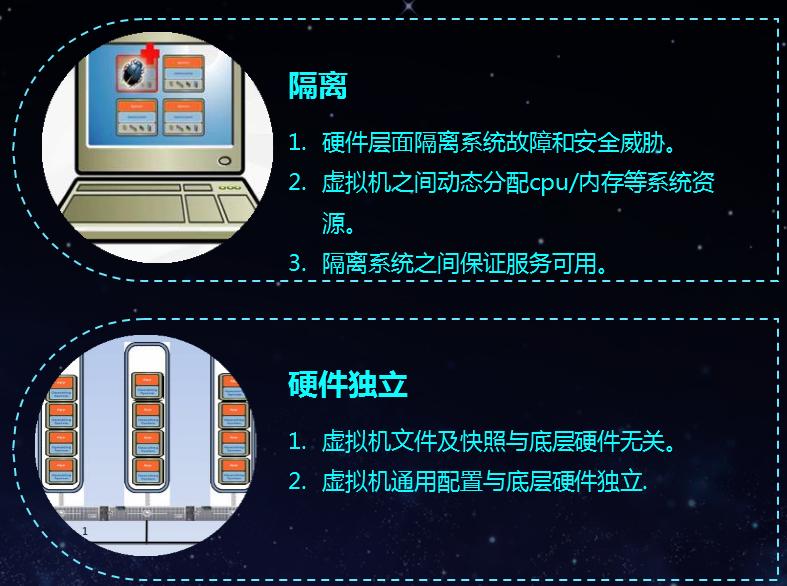 隔离
1. 硬件层面隔离系统故障和安全威胁。
2. 虚拟机之间动态分配cpu/内存等系统资
源。
3. 隔离系统之间保证服务可用。
硬件独立
1. 虚拟机文件及快照与底层硬件无关。
2. 虚拟机通用配置与底层硬件独立.
1